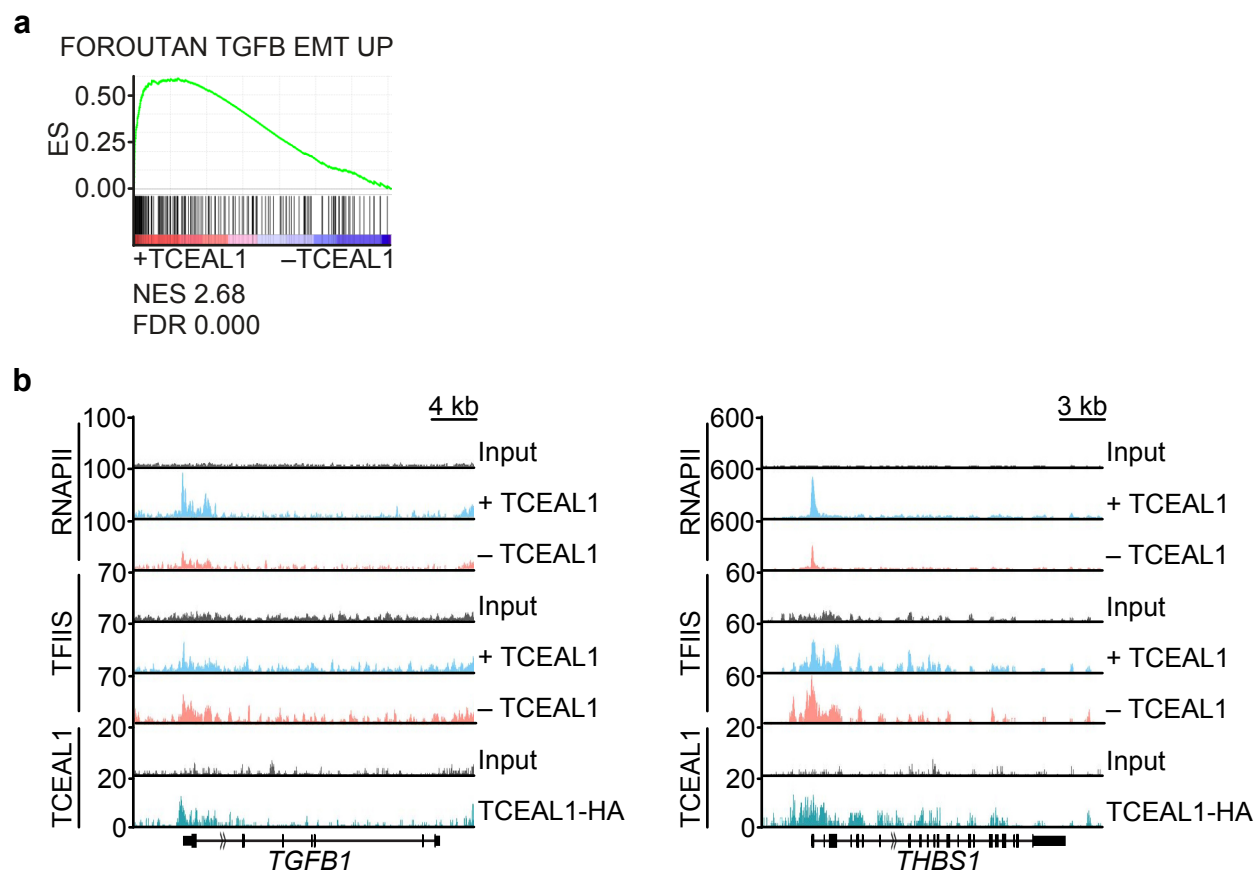 a
FOROUTAN TGFB EMT UP
ES
0.50
0.25
0.00
+TCEAL1 –TCEAL1
NES 2.68
FDR 0.000
b
4 kb
RNAPII
100
Input
100
+ TCEAL1
100
– TCEAL1
TFIIS
70
Input
70
+ TCEAL1
70
– TCEAL1
TCEAL1
20
Input
20
TCEAL1-HA
0
TGFB1
3 kb
RNAPII
600
Input
600
+ TCEAL1
600
– TCEAL1
TFIIS
60
Input
60
+ TCEAL1
60
– TCEAL1
TCEAL1
20
Input
20
TCEAL1-HA
0
THBS1